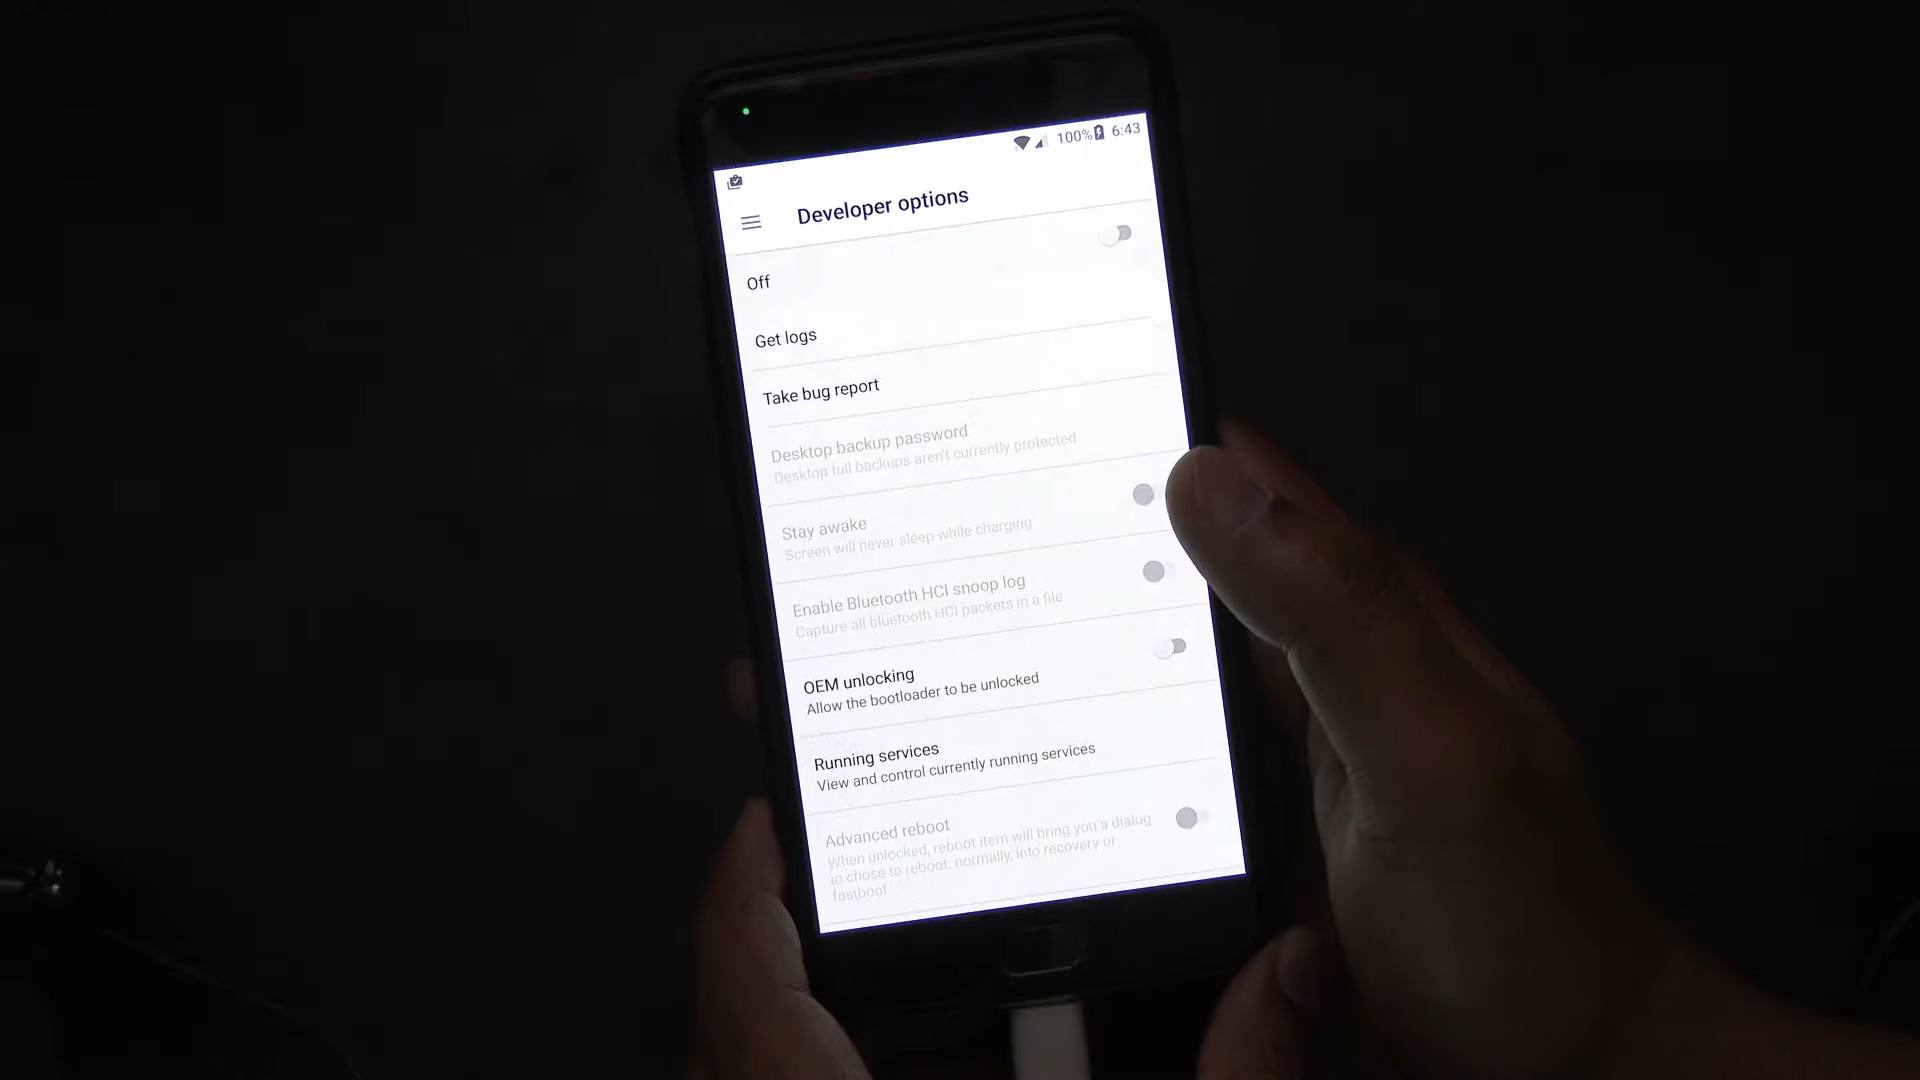 100% 6:43
Developer options
Off
Get logs
Take bug report
Desktop backup password
Desktop full backups aren't currently protected
Stay awake
Screen will never sleep while charging
Enable Bluetooth HCI snoop log
Capture all bluetooth HCI packets in a file
OEM unlocking
Allow the bootloader to be unlocked
Running services
View and control currently running services
Advanced reboot
When unlocked, reboot item will bring you a dialog
to chose to reboot: normally, into recovery or
fastboot